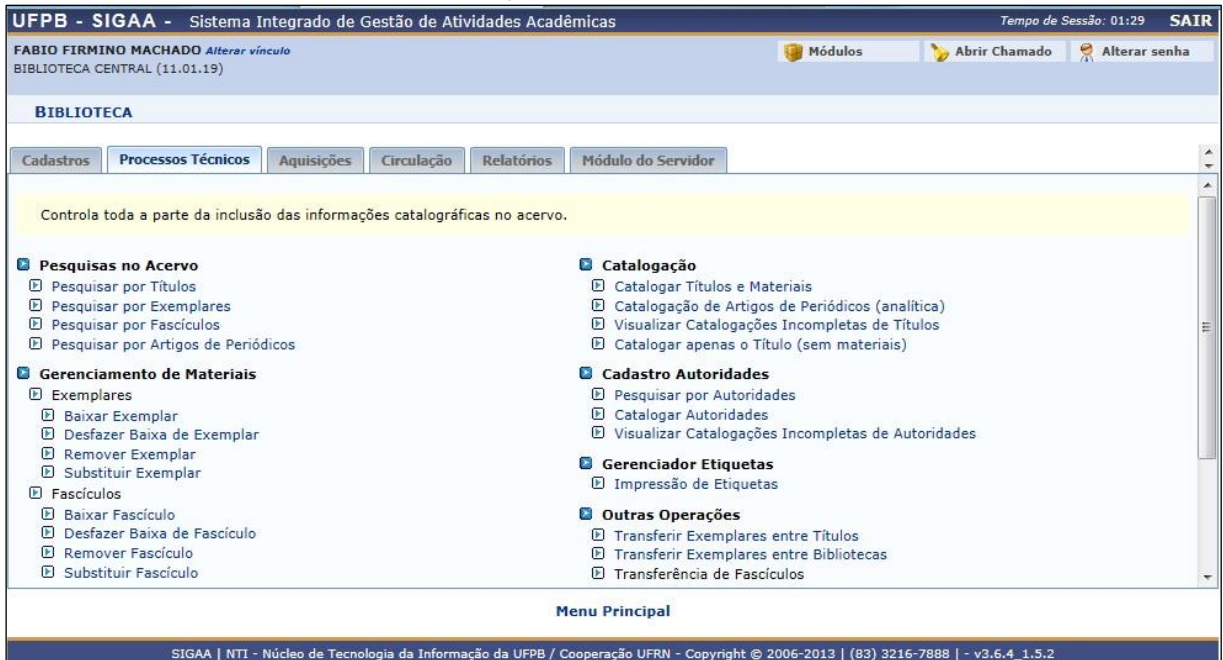 UFPB - SIGAA - Sistema Integrado de Gestão de Atividades Acadêmicas
Tempo de Sessão: 01:29 SAIR
FABIO FIRMINO MACHADO Alterar vínculo
BIBLIOTECA CENTRAL (11.01.19)
Módulos
Abrir Chamado
Alterar senha
BIBLIOTECA
Cadastros
Processos Técnicos
Aquisições
Circulação
Relatórios
Módulo do Servidor
Controla toda a parte da inclusão das informações catalográficas no acervo.
Pesquisas no Acervo
Pesquisar por Títulos
Pesquisar por Exemplares
Pesquisar por Fascículos
Pesquisar por Artigos de Periódicos
Gerenciamento de Materiais
Exemplares
Baixar Exemplar
Desfazer Baixa de Exemplar
Remover Exemplar
Substituir Exemplar
Fascículos
Baixar Fascículo
Desfazer Baixa de Fascículo
Remover Fascículo
Substituir Fascículo
Catalogação
Catalogar Títulos e Materiais
Catalogação de Artigos de Periódicos (analítica)
Visualizar Catalogações Incompletas de Títulos
Catalogar apenas o Título (sem materiais)
Cadastro Autoridades
Pesquisar por Autoridades
Catalogar Autoridades
Visualizar Catalogações Incompletas de Autoridades
Gerenciador Etiquetas
Impressão de Etiquetas
Outras Operações
Transferir Exemplares entre Títulos
Transferir Exemplares entre Bibliotecas
Transferência de Fascículos
Menu Principal
SIGAA | NTI - Núcleo de Tecnologia da Informação da UFPB / Cooperação UFRN - Copyright © 2006-2013 | (83) 3216-7888 | - v3.6.4_1.5.2